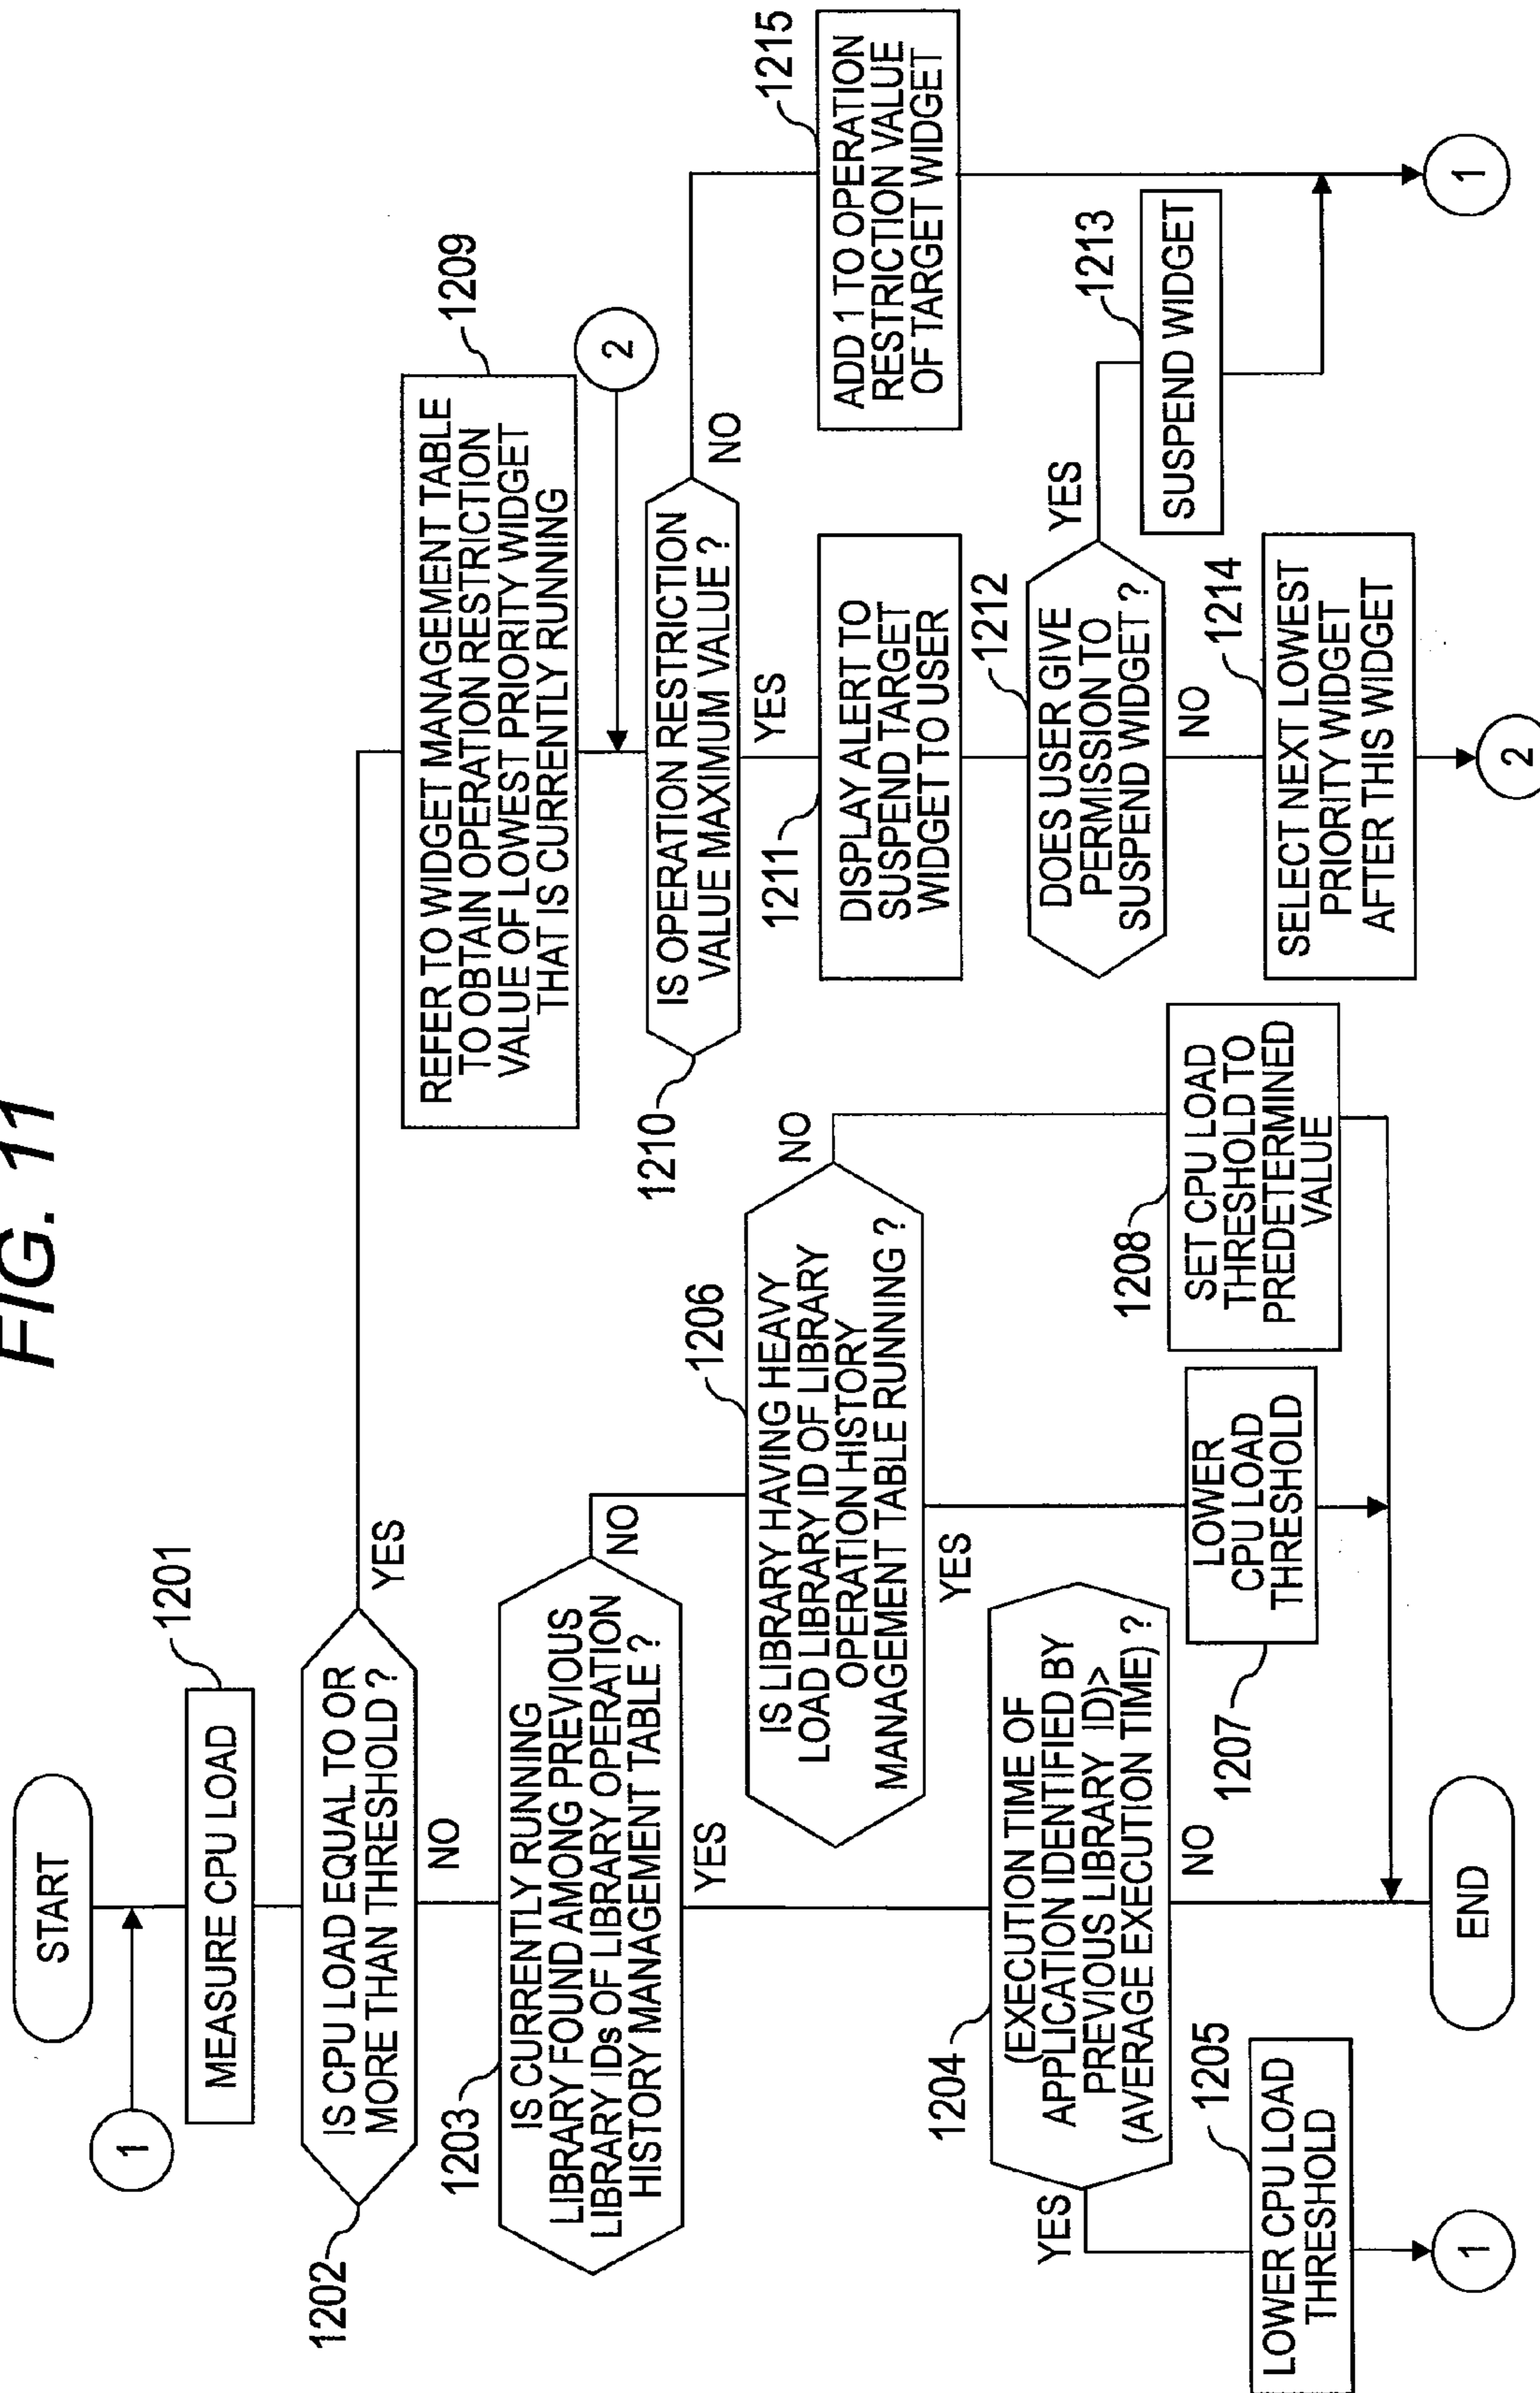 FIG. 11
START
1
MEASURE CPU LOAD
1201
IS CPU LOAD EQUAL TO OR
MORE THAN THRESHOLD ?
1202
YES
NO
IS CURRENTLY RUNNING
LIBRARY FOUND AMONG PREVIOUS
LIBRARY IDs OF LIBRARY OPERATION
HISTORY MANAGEMENT TABLE ?
1203
NO
YES
(EXECUTION TIME OF
APPLICATION IDENTIFIED BY
PREVIOUS LIBRARY ID)>
(AVERAGE EXECUTION TIME) ?
1204
YES
NO
LOWER CPU LOAD
THRESHOLD
1205
1
IS LIBRARY HAVING HEAVY
LOAD LIBRARY ID OF LIBRARY
OPERATION HISTORY
MANAGEMENT TABLE RUNNING ?
1206
NO
YES
LOWER
CPU LOAD
THRESHOLD
1207
SET CPU LOAD
THRESHOLD TO
PREDETERMINED
VALUE
1208
END
REFER TO WIDGET MANAGEMENT TABLE
TO OBTAIN OPERATION RESTRICTION
VALUE OF LOWEST PRIORITY WIDGET
THAT IS CURRENTLY RUNNING
1209
2
IS OPERATION RESTRICTION
VALUE MAXIMUM VALUE ?
1210
NO
YES
DISPLAY ALERT TO
SUSPEND TARGET
WIDGET TO USER
1211
DOES USER GIVE
PERMISSION TO
SUSPEND WIDGET ?
1212
YES
NO
SUSPEND WIDGET
1213
SELECT NEXT LOWEST
PRIORITY WIDGET
AFTER THIS WIDGET
1214
2
ADD 1 TO OPERATION
RESTRICTION VALUE
OF TARGET WIDGET
1215
1